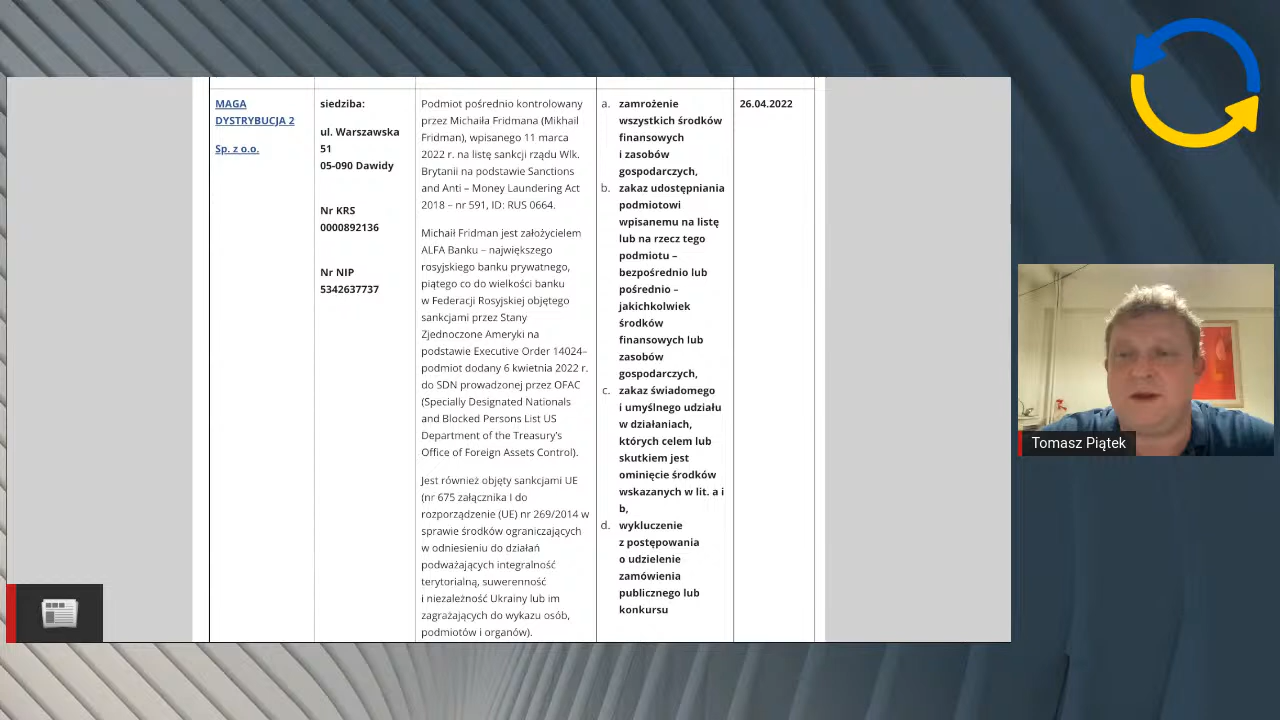 MAGA
DYSTRYBUCJA 2
Sp. z o.o.
siedziba:
ul. Warszawska
51
05-090 Dawidy
Nr KRS
0000892136
Nr NIP
5342637737
Podmiot pośrednio kontrolowany
przez Michaiła Fridmana (Mikhail
Fridman), wpisanego 11 marca
2022 r. na listę sankcji rządu Wlk.
Brytanii na podstawie Sanctions
and Anti – Money Laundering Act
2018 – nr 591, ID: RUS 0664.
Michaił Fridman jest założycielem
ALFA Banku – największego
rosyjskiego banku prywatnego,
piątego co do wielkości banku
w Federacji Rosyjskiej objętego
sankcjami przez Stany
Zjednoczone Ameryki na
podstawie Executive Order 14024–
podmiot dodany 6 kwietnia 2022 r.
do SDN prowadzonej przez OFAC
(Specially Designated Nationals
and Blocked Persons List US
Department of the Treasury's
Office of Foreign Assets Control).
Jest również objęty sankcjami UE
(nr 675 załącznika I do
rozporządzenie (UE) nr 269/2014 w
sprawie środków ograniczających
w odniesieniu do działań
podważających integralność
terytorialną, suwerenność
i niezależność Ukrainy lub im
zagrażających do wykazu osób,
podmiotów i organów).
a. zamrożenie
wszystkich środków
finansowych
i zasobów
gospodarczych,
b. zakaz udostępniania
podmiotowi
wpisanemu na listę
lub na rzecz tego
podmiotu –
bezpośrednio lub
pośrednio –
jakichkolwiek
środków
finansowych lub
zasobów
gospodarczych,
c. zakaz świadomego
i umyślnego udziału
w działaniach,
których celem lub
skutkiem jest
ominięcie środków
wskazanych w lit. a i
b,
d. wykluczenie
z postępowania
o udzielenie
zamówienia
publicznego lub
konkursu
26.04.2022
Tomasz Piątek